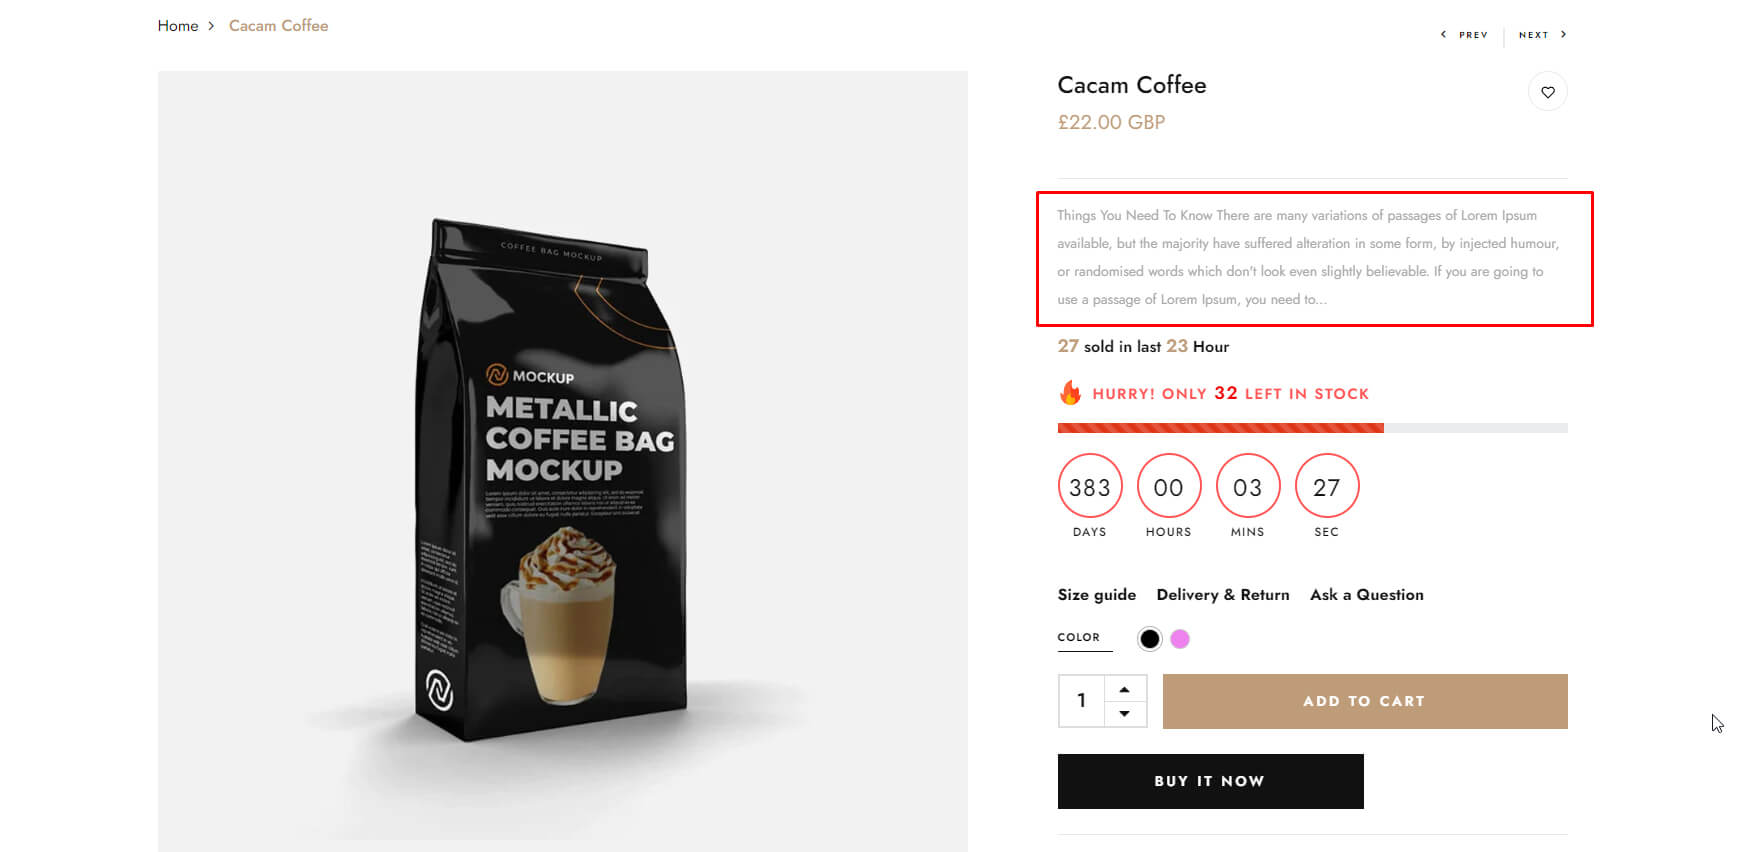 Home > Cacam Coffee
< PREV
NEXT >
COFFEE BAG MOCKUP
MOCKUP
METALLIC
COFFEE BAG
MOCKUP
Cacam Coffee
£22.00 GBP
Things You Need To Know There are many variations of passages of Lorem Ipsum
available, but the majority have suffered alteration in some form, by injected humour,
or randomised words which don't look even slightly believable. If you are going to
use a passage of Lorem Ipsum, you need to...
27 sold in last 23 Hour
HURRY! ONLY 32 LEFT IN STOCK
383 00 03 27
DAYS HOURS MINS SEC
Size guide Delivery & Return Ask a Question
COLOR
1
ADD TO CART
BUY IT NOW